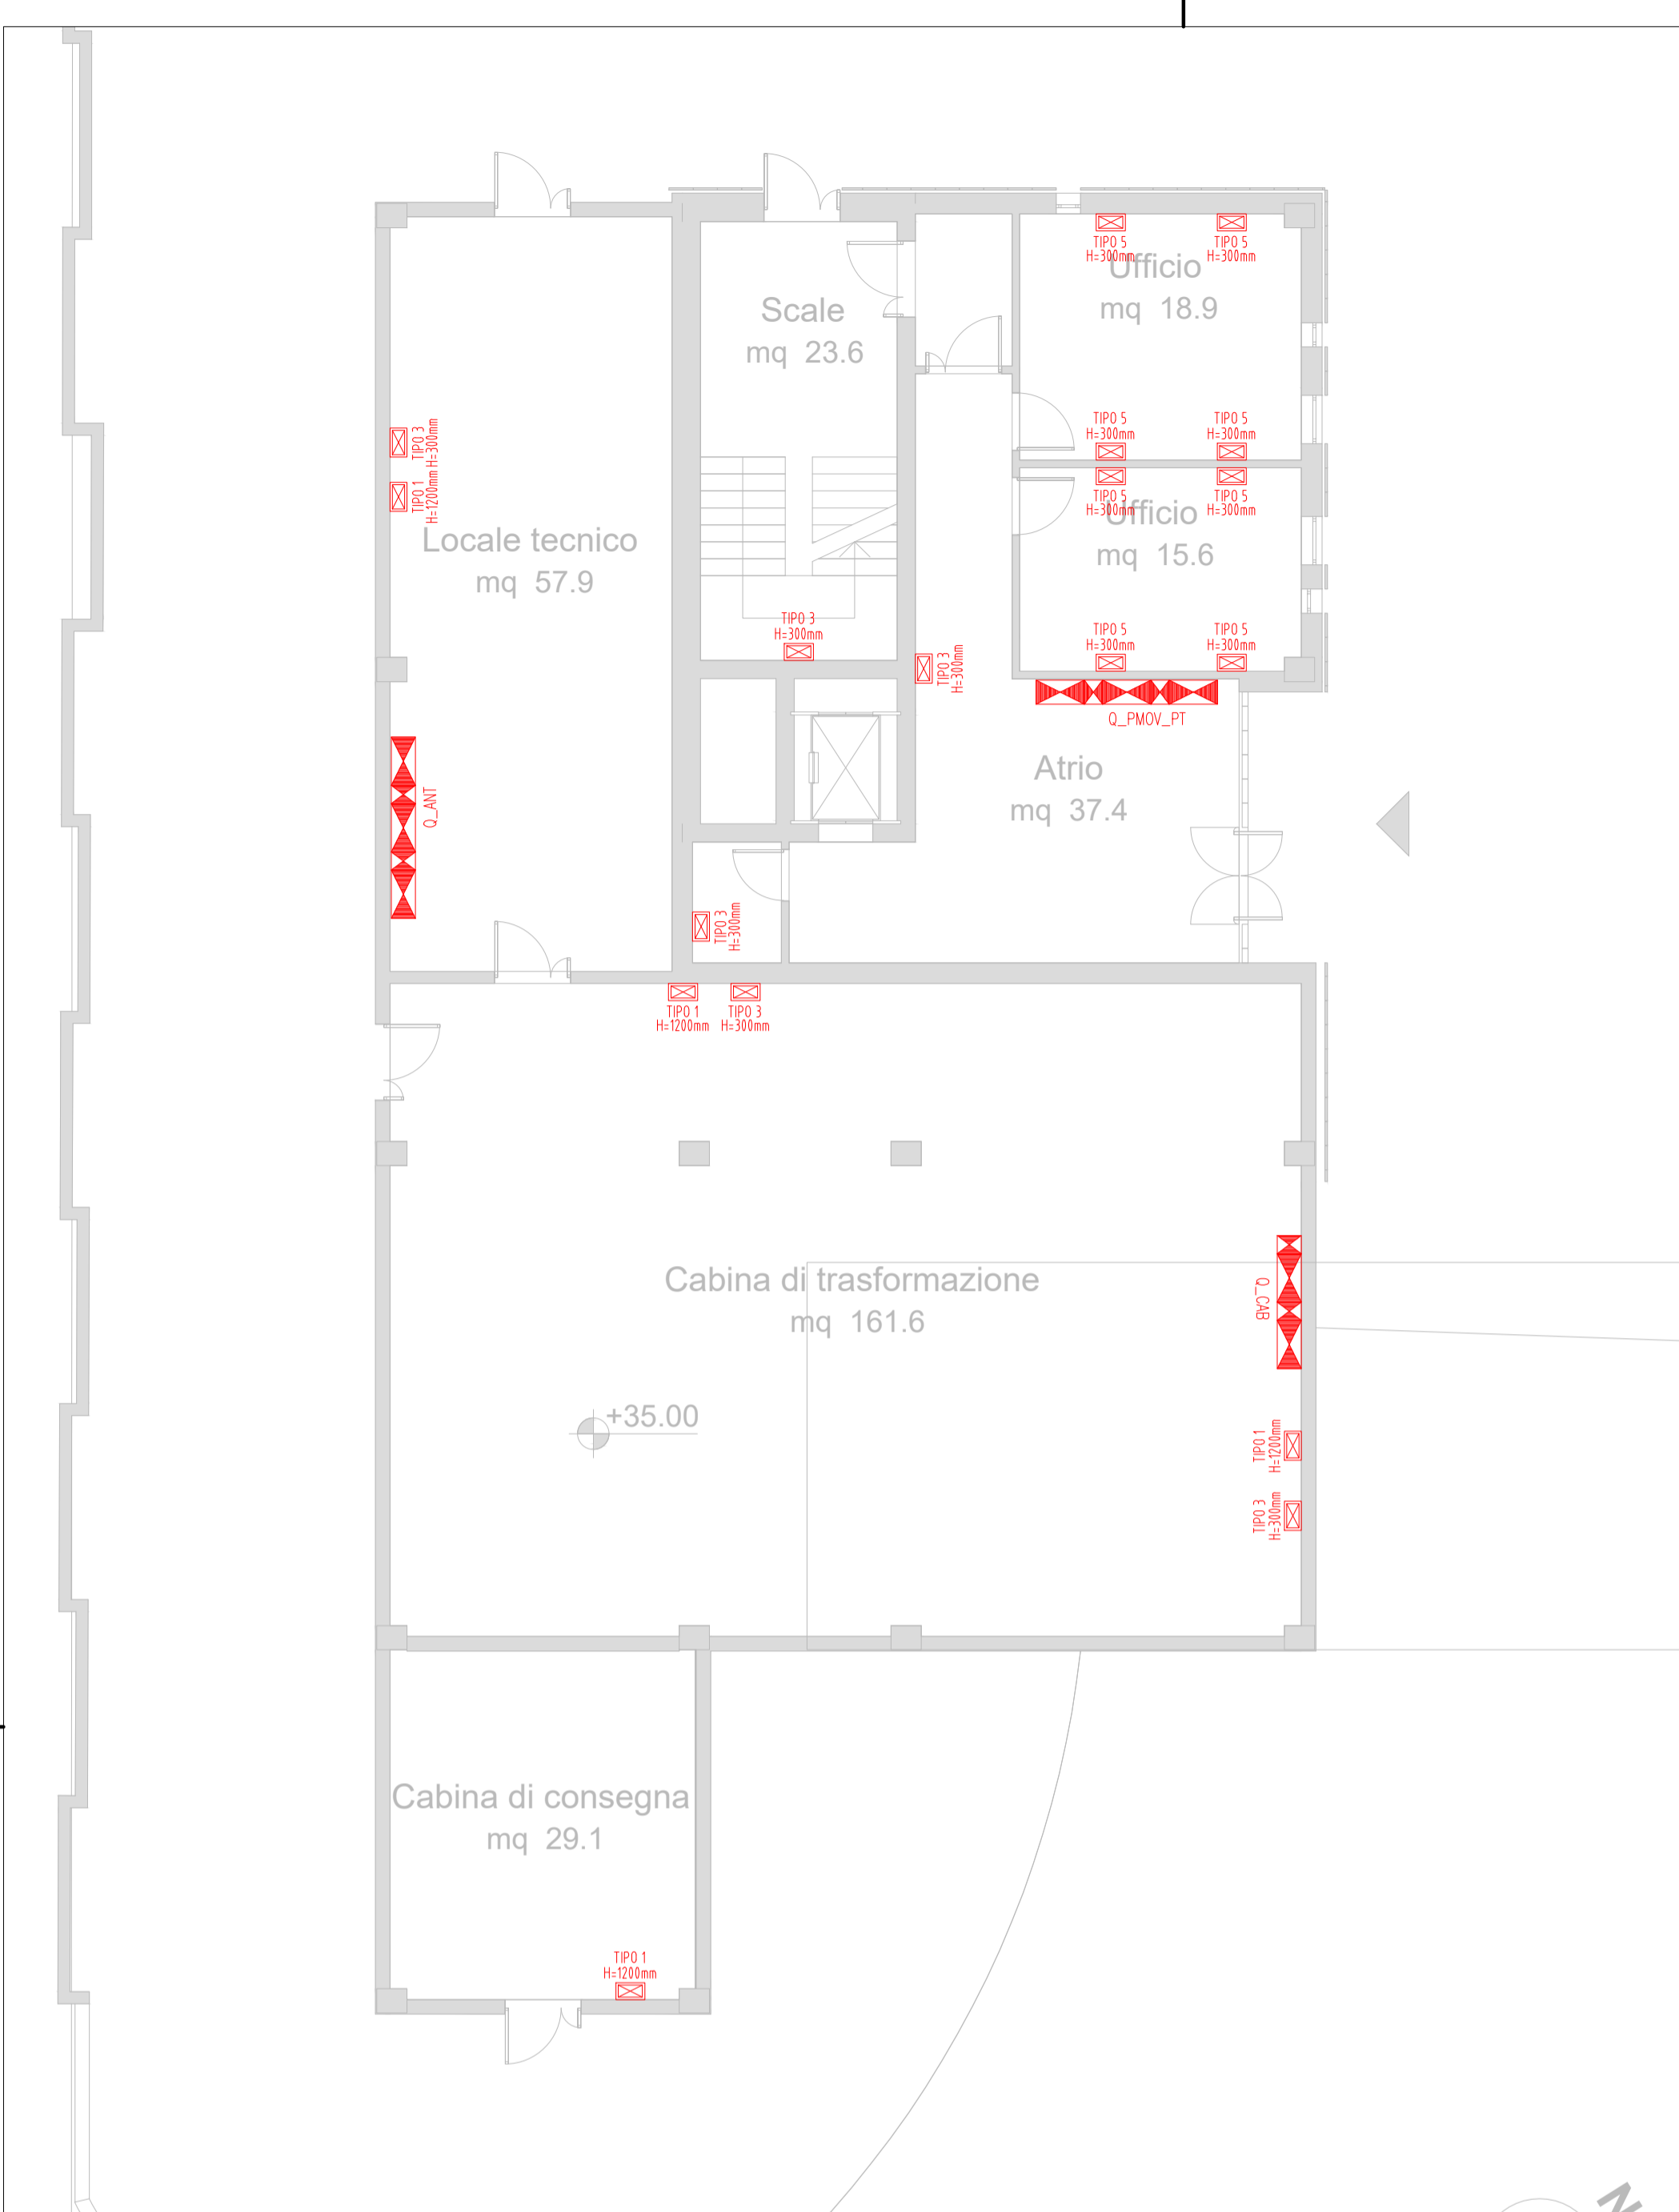 TIPO 5
H=300mm
TIPO 5
H=300mm
Ufficio
mq 18.9
Scale
mq 23.6
TIPO 5
H=300mm
TIPO 5
H=300mm
TIPO 3
H=300mm
TIPO 1
H=1200mm
TIPO 5
H=300mm
TIPO 5
H=300mm
Ufficio
mq 15.6
Locale tecnico
mq 57.9
TIPO 3
H=300mm
TIPO 5
H=300mm
TIPO 5
H=300mm
TIPO 3
H=300mm
Q_PMOV_PT
Atrio
mq 37.4
Q_ANT
TIPO 3
H=300mm
TIPO 1
H=1200mm
TIPO 3
H=300mm
Cabina di trasformazione
mq 161.6
Q_CAB
+35.00
TIPO 1
H=1200mm
TIPO 3
H=300mm
Cabina di consegna
mq 29.1
TIPO 1
H=1200mm
N